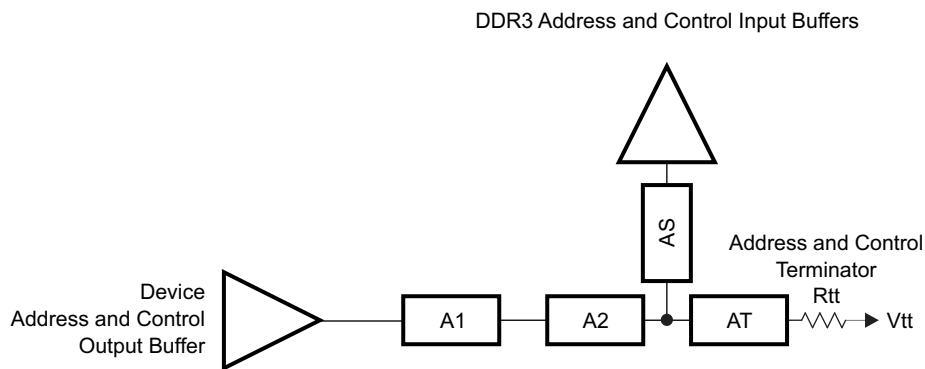 DDR3 Address and Control Input Buffers
AS
Address and Control
Terminator
Rtt
Device
Address and Control
Output Buffer
A1
A2
AT
Vtt